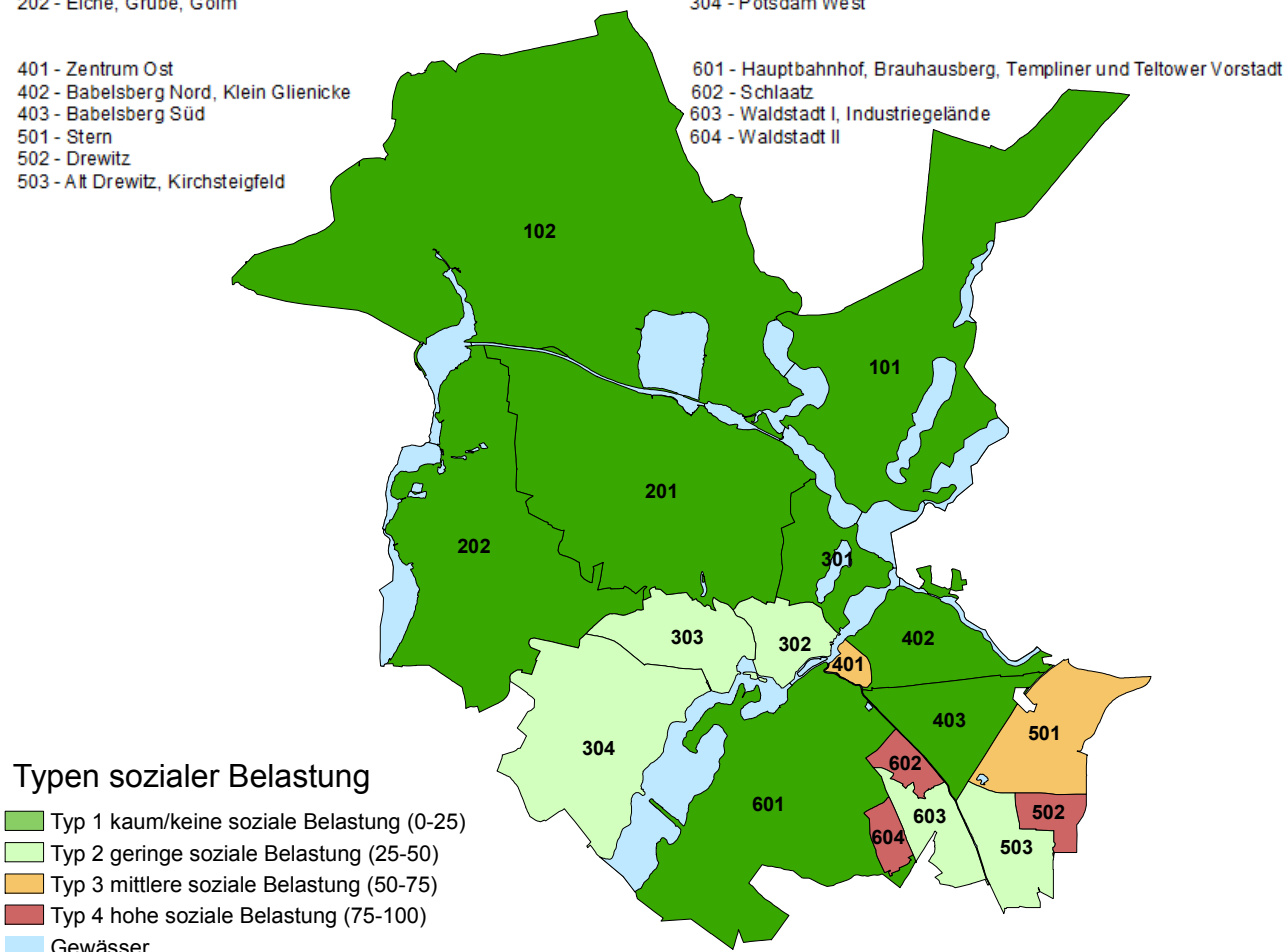 202 - Eiche, Grube, Golm
304 - Potsdam West
401 - Zentrum Ost
402 - Babelsberg Nord, Klein Glienicke
403 - Babelsberg Süd
501 - Stern
502 - Drewitz
503 - Alt Drewitz, Kirchsteigfeld
601 - Hauptbahnhof, Brauhausberg, Templiner und Teltower Vorstadt
602 - Schlaatz
603 - Waldstadt I, Industriegelände
604 - Waldstadt II
102
101
201
202
301
303
302
402
401
403
501
304
602
601
603
502
604
503
Typen sozialer Belastung
Typ 1 kaum/keine soziale Belastung (0-25)
Typ 2 geringe soziale Belastung (25-50)
Typ 3 mittlere soziale Belastung (50-75)
Typ 4 hohe soziale Belastung (75-100)
Gewässer